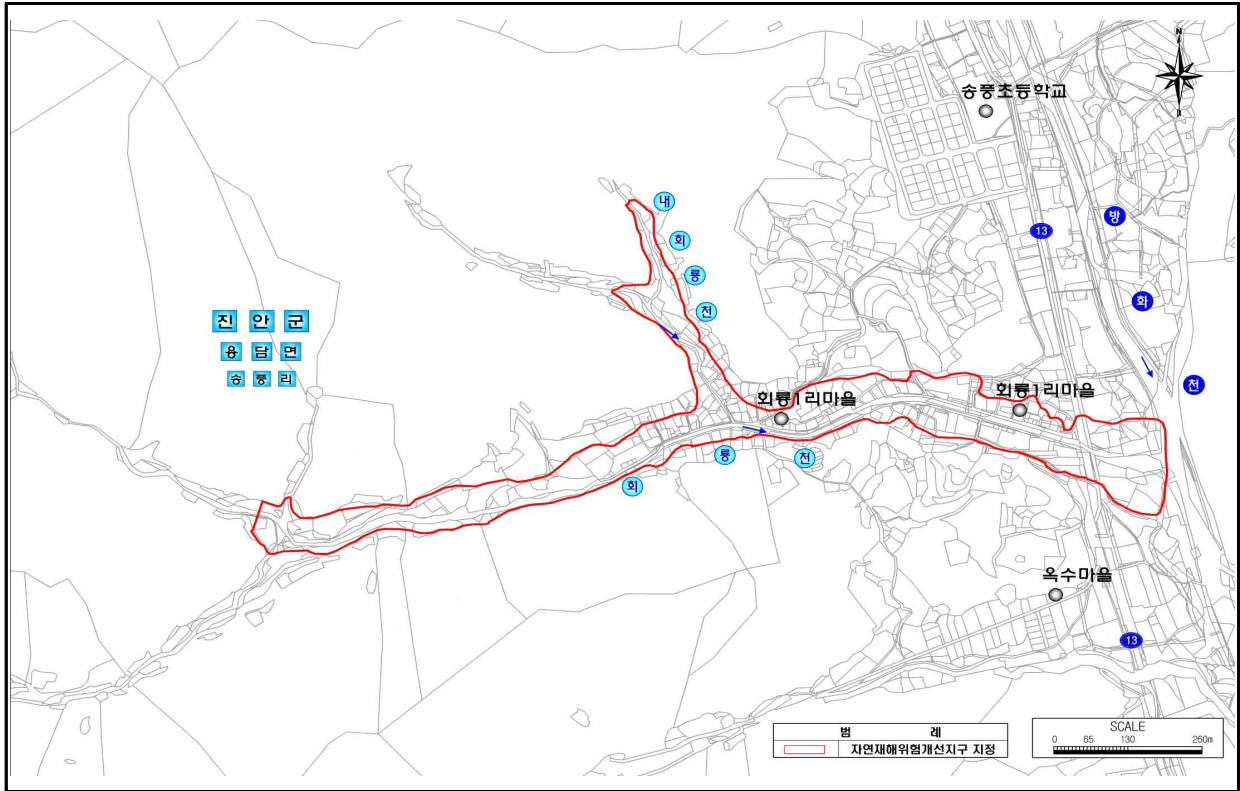 N
송풍초등학교
내
회
룡
천
방
13
화
천
진 안 군
용 담 면
송 풍 리
회룡1리마을
회룡1리마을
회
룡
천
옥수마을
13
범 례
자연재해위험개선지구 지정
SCALE
0 65 130 260m